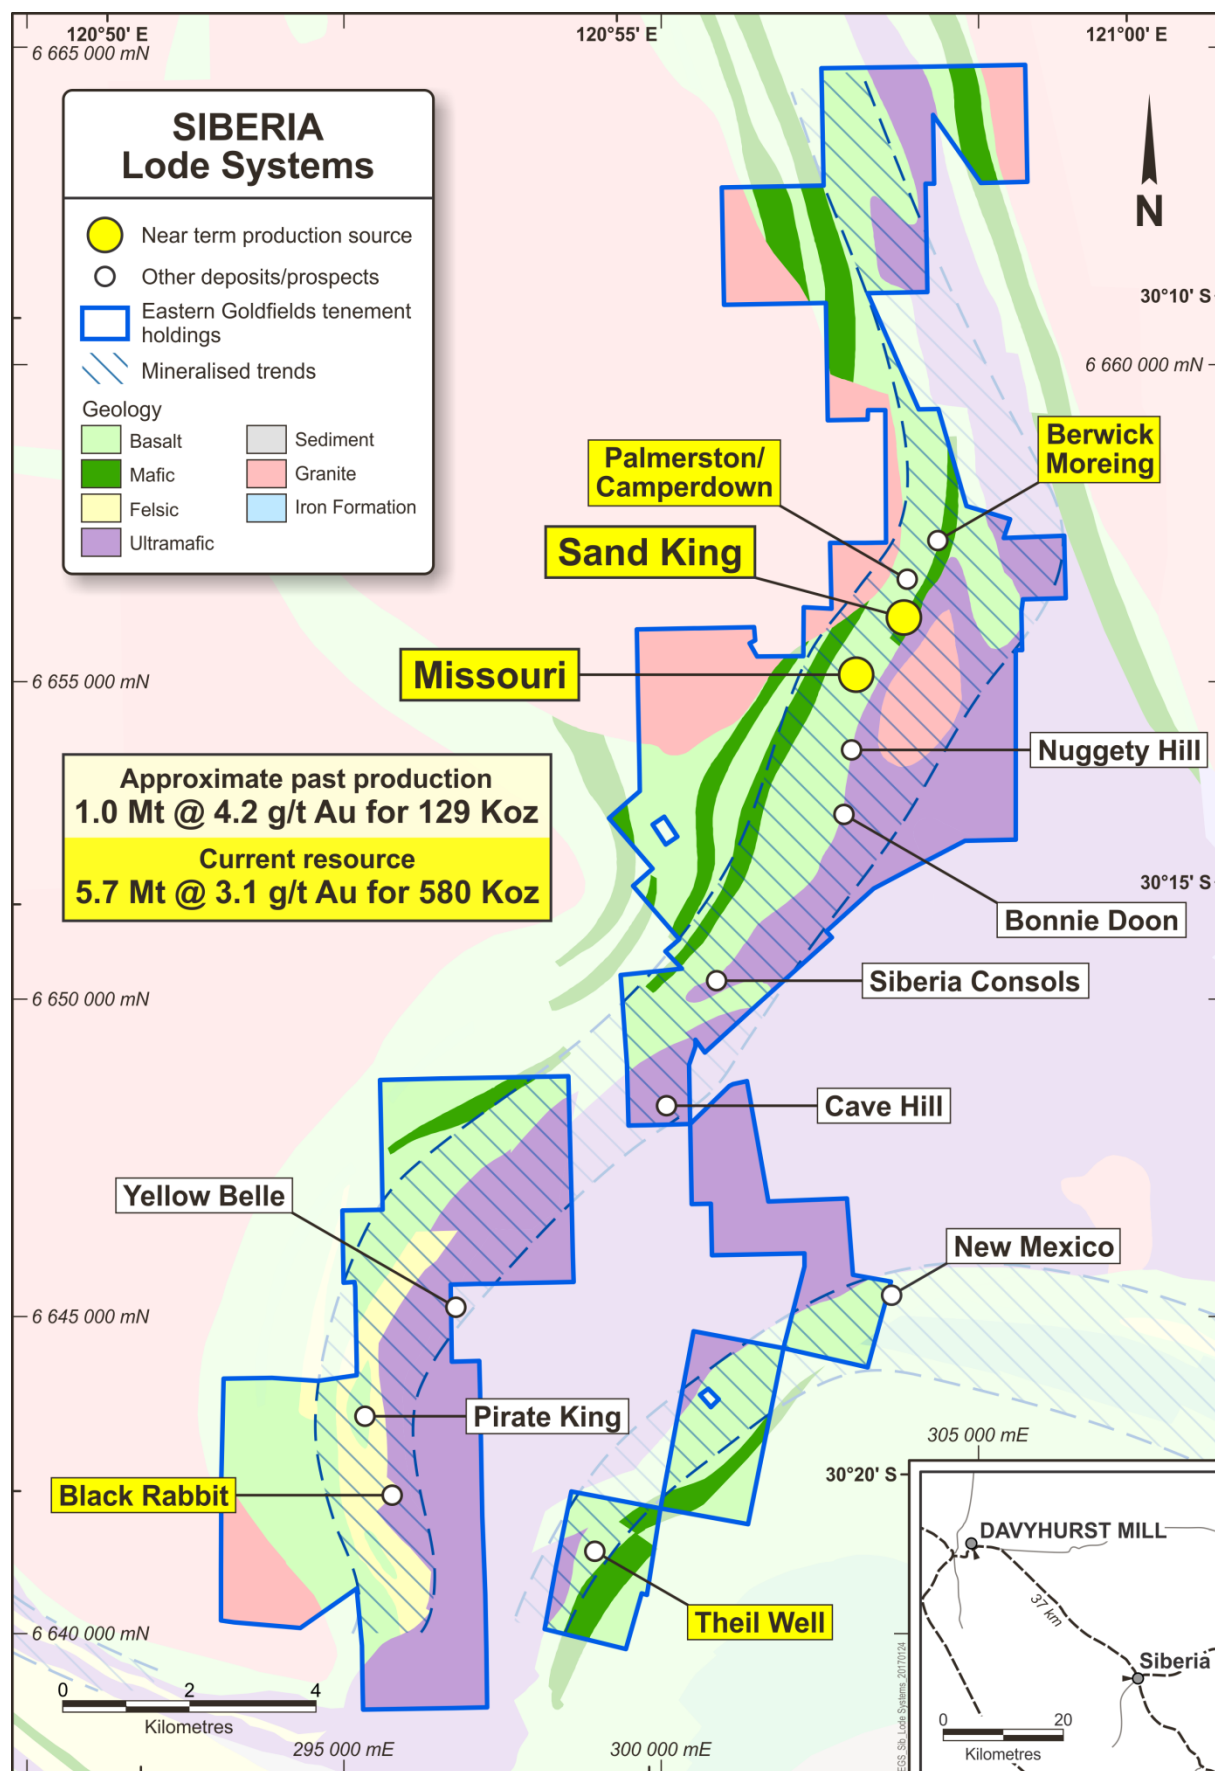 120°50' E
120°55' E
121°00' E
6 665 000 mN
SIBERIA
Lode Systems
Near term production source
Other deposits/prospects
Eastern Goldfields tenement
holdings
Mineralised trends
Geology
Basalt
Sediment
Mafic
Granite
Felsic
Iron Formation
Ultramafic
N
30°10' S
6 660 000 mN
Berwick
Moreing
Palmerston/
Camperdown
Sand King
Missouri
6 655 000 mN
Nuggety Hill
Approximate past production
1.0 Mt @ 4.2 g/t Au for 129 Koz
Current resource
5.7 Mt @ 3.1 g/t Au for 580 Koz
30°15' S
Bonnie Doon
Siberia Consols
6 650 000 mN
Cave Hill
Yellow Belle
New Mexico
6 645 000 mN
Pirate King
305 000 mE
30°20' S
Black Rabbit
DAVYHURST MILL
37 km
Theil Well
6 640 000 mN
Siberia
0 2 4
Kilometres
0 20
Kilometres
295 000 mE
300 000 mE
EGS_Sib_Lode Systems_20170124